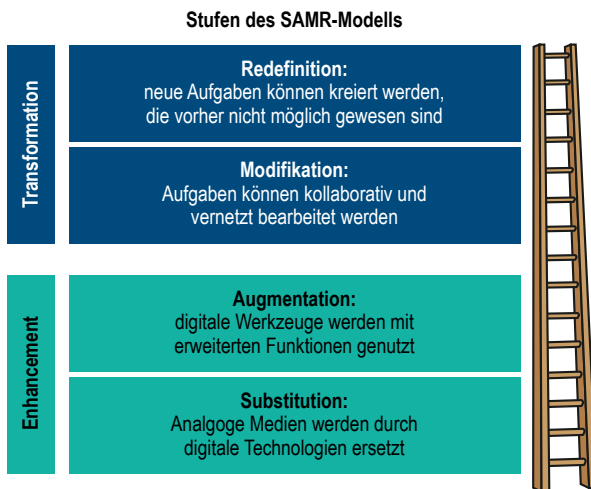 Stufen des SAMR-Modells
Transformation
Redefinition:
neue Aufgaben können kreiert werden,
die vorher nicht möglich gewesen sind
Modifikation:
Aufgaben können kollaborativ und
vernetzt bearbeitet werden
Enhancement
Augmentation:
digitale Werkzeuge werden mit
erweiterten Funktionen genutzt
Substitution:
Analgoge Medien werden durch
digitale Technologien ersetzt